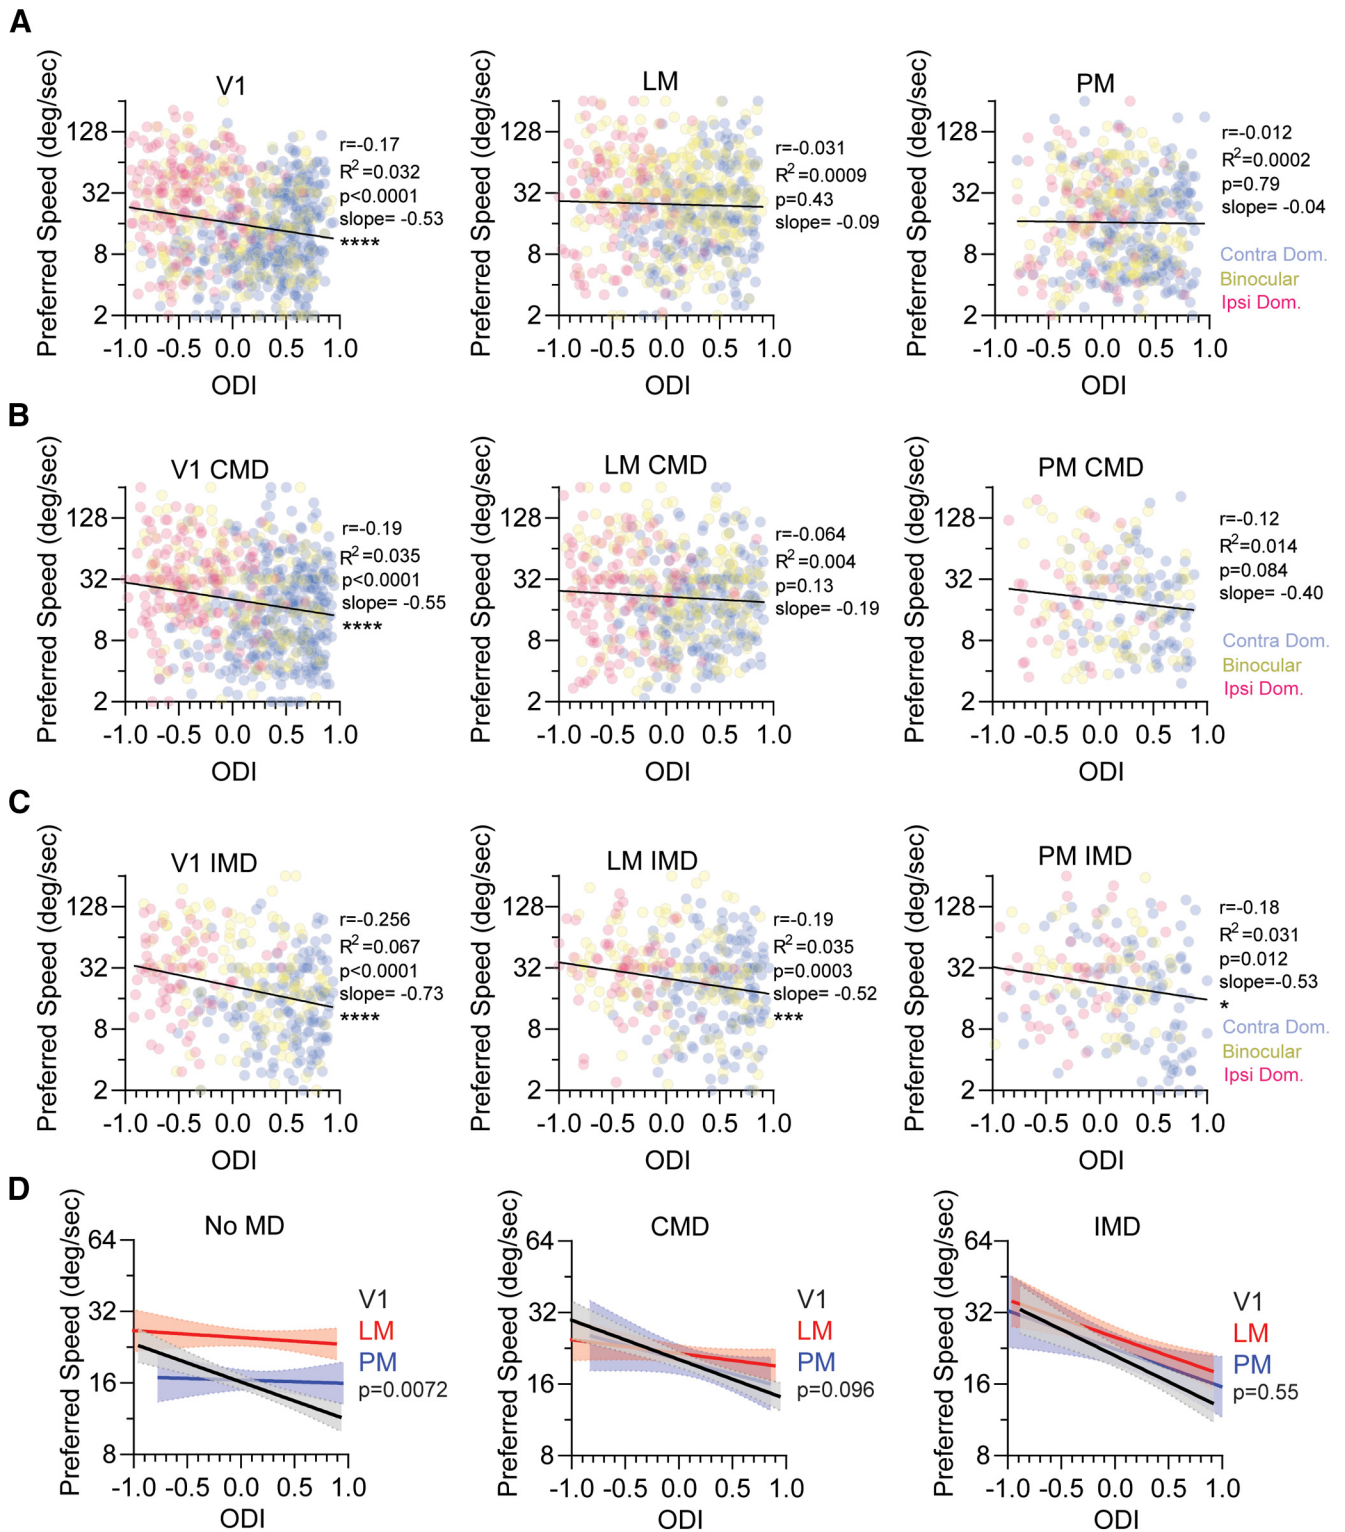 A
V1
Preferred Speed (deg/sec)
128
32
8
2
-1.0 -0.5 0.0 0.5 1.0
ODI
r=-0.17
R2=0.032
p<0.0001
slope= -0.53
****
LM
Preferred Speed (deg/sec)
128
32
8
2
-1.0 -0.5 0.0 0.5 1.0
ODI
r=-0.031
R2=0.0009
p=0.43
slope= -0.09
PM
Preferred Speed (deg/sec)
128
32
8
2
-1.0 -0.5 0.0 0.5 1.0
ODI
r=-0.012
R2=0.0002
p=0.79
slope= -0.04
Contra Dom.
Binocular
Ipsi Dom.
B
V1 CMD
Preferred Speed (deg/sec)
128
32
8
2
-1.0 -0.5 0.0 0.5 1.0
ODI
r=-0.19
R2=0.035
p<0.0001
slope= -0.55
****
LM CMD
Preferred Speed (deg/sec)
128
32
8
2
-1.0 -0.5 0.0 0.5 1.0
ODI
r=-0.064
R2=0.004
p=0.13
slope= -0.19
PM CMD
Preferred Speed (deg/sec)
128
32
8
2
-1.0 -0.5 0.0 0.5 1.0
ODI
r=-0.12
R2=0.014
p=0.084
slope= -0.40
Contra Dom.
Binocular
Ipsi Dom.
C
V1 IMD
Preferred Speed (deg/sec)
128
32
8
2
-1.0 -0.5 0.0 0.5 1.0
ODI
r=-0.256
R2=0.067
p<0.0001
slope= -0.73
****
LM IMD
Preferred Speed (deg/sec)
128
32
8
2
-1.0 -0.5 0.0 0.5 1.0
ODI
r=-0.19
R2=0.035
p=0.0003
slope= -0.52
***
PM IMD
Preferred Speed (deg/sec)
128
32
8
2
-1.0 -0.5 0.0 0.5 1.0
ODI
r=-0.18
R2=0.031
p=0.012
slope=-0.53
*
Contra Dom.
Binocular
Ipsi Dom.
D
No MD
Preferred Speed (deg/sec)
64
32
16
8
-1.0 -0.5 0.0 0.5 1.0
ODI
V1
LM
PM
p=0.0072
CMD
Preferred Speed (deg/sec)
64
32
16
8
-1.0 -0.5 0.0 0.5 1.0
ODI
V1
LM
PM
p=0.096
IMD
Preferred Speed (deg/sec)
64
32
16
8
-1.0 -0.5 0.0 0.5 1.0
ODI
V1
LM
PM
p=0.55